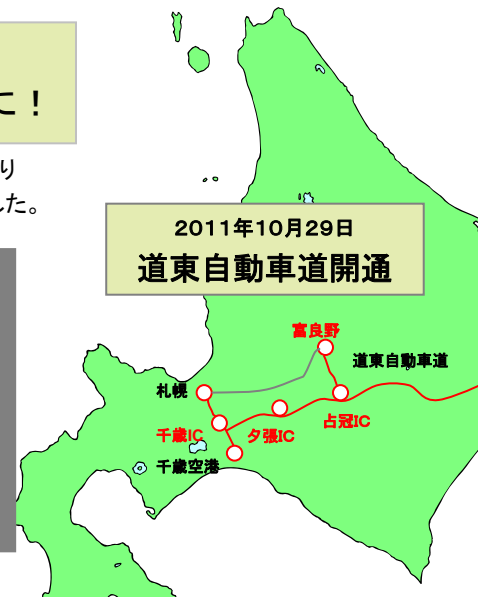 に！
り
した。
2011年10月29日
道東自動車道開通
富良野
道東自動車道
札幌
占冠IC
千歳IC
夕張IC
千歳空港